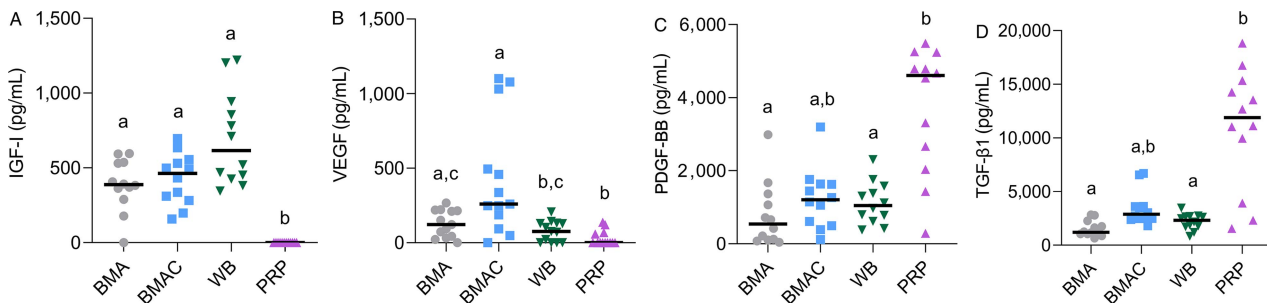 A
IGF-I (pg/mL)
1,500
1,000
500
0
a
a
a
b
BMA
BMAC
WB
PRP
B
VEGF (pg/mL)
1,500
1,000
500
0
a,c
a
b,c
b
BMA
BMAC
WB
PRP
C
PDGF-BB (pg/mL)
6,000
4,000
2,000
0
a
a,b
a
b
BMA
BMAC
WB
PRP
D
TGF-β1 (pg/mL)
20,000
15,000
10,000
5,000
0
a
a,b
a
b
BMA
BMAC
WB
PRP